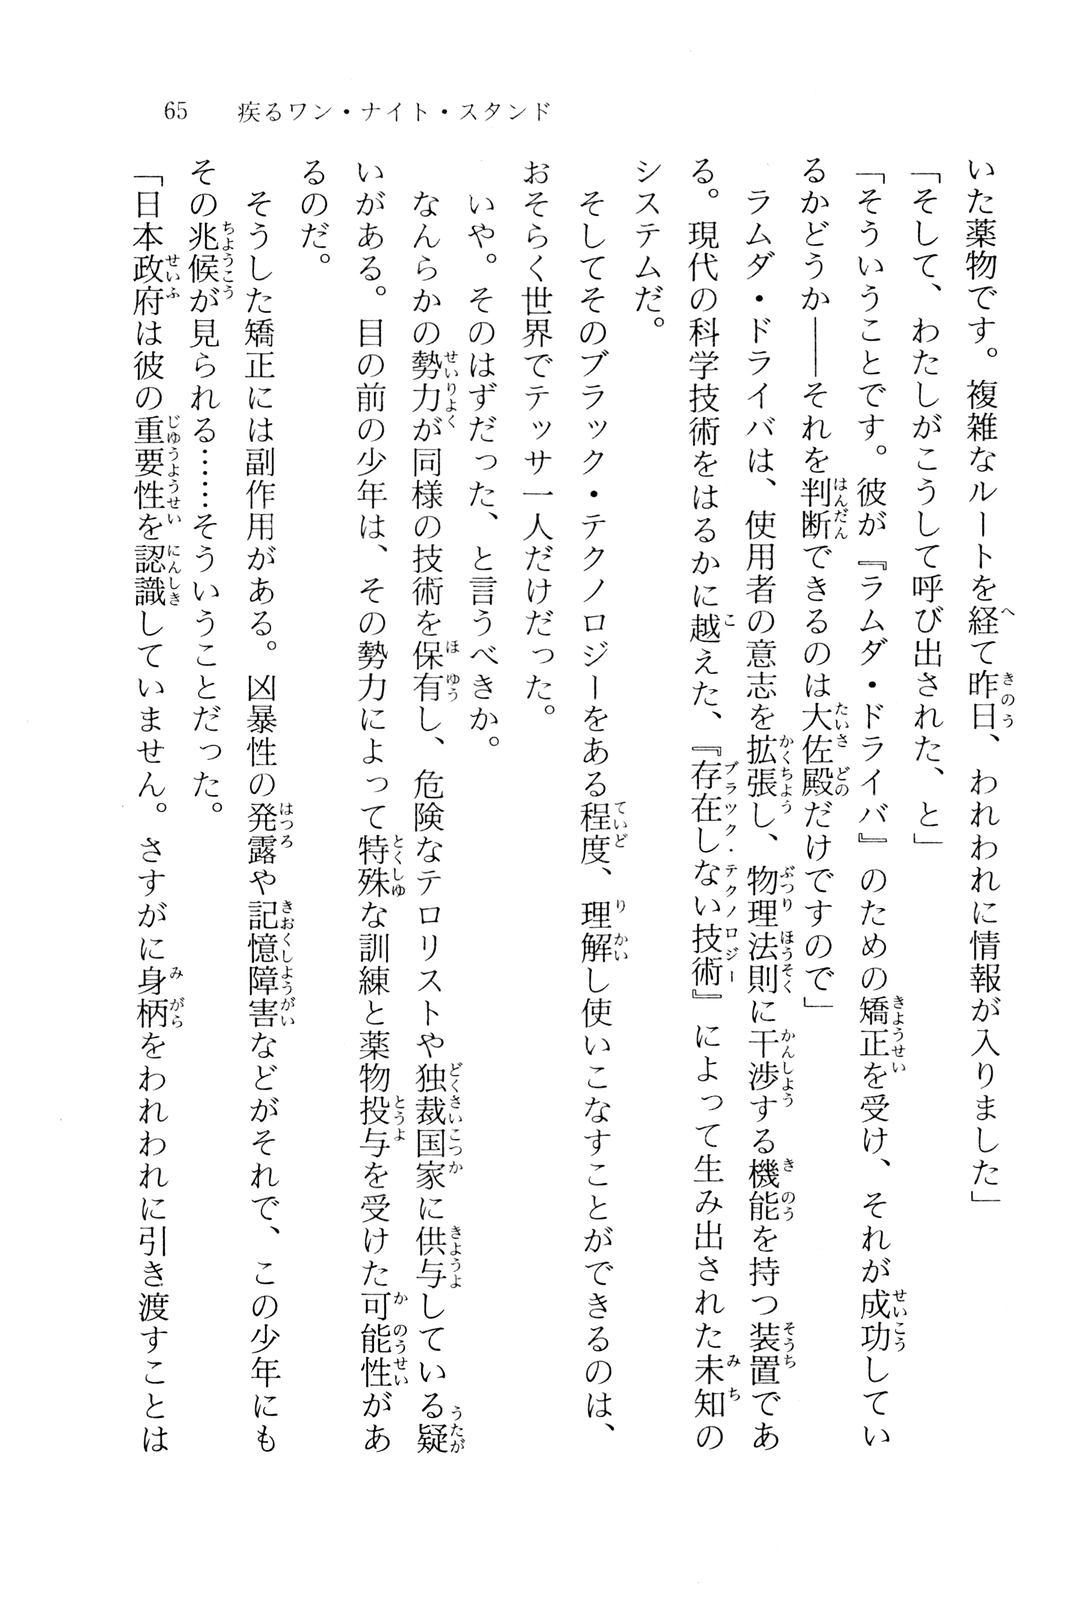 65　疾るワン・ナイト・スタンド
いた薬物です。複雑なルートを経て昨日、われわれに情報が入りました」
「そして、わたしがこうして呼び出された、と」
「そういうことです。彼が『ラムダ・ドライバ』のための矯正を受け、それが成功してい
るかどうか――それを判断できるのは大佐殿だけですので」
　ラムダ・ドライバは、使用者の意志を拡張し、物理法則に干渉する機能を持つ装置であ
る。現代の科学技術をはるかに越えた、『存在しない技術』によって生み出された未知の
システムだ。
　そしてそのブラック・テクノロジーをある程度、理解し使いこなすことができるのは、
おそらく世界でテッサ一人だけだった。
　いや。そのはずだった、と言うべきか。
　なんらかの勢力が同様の技術を保有し、危険なテロリストや独裁国家に供与している疑
いがある。目の前の少年は、その勢力によって特殊な訓練と薬物投与を受けた可能性があ
るのだ。
　そうした矯正には副作用がある。凶暴性の発露や記憶障害などがそれで、この少年にも
その兆候が見られる……そういうことだった。
「日本政府は彼の重要性を認識していません。さすがに身柄をわれわれに引き渡すことは